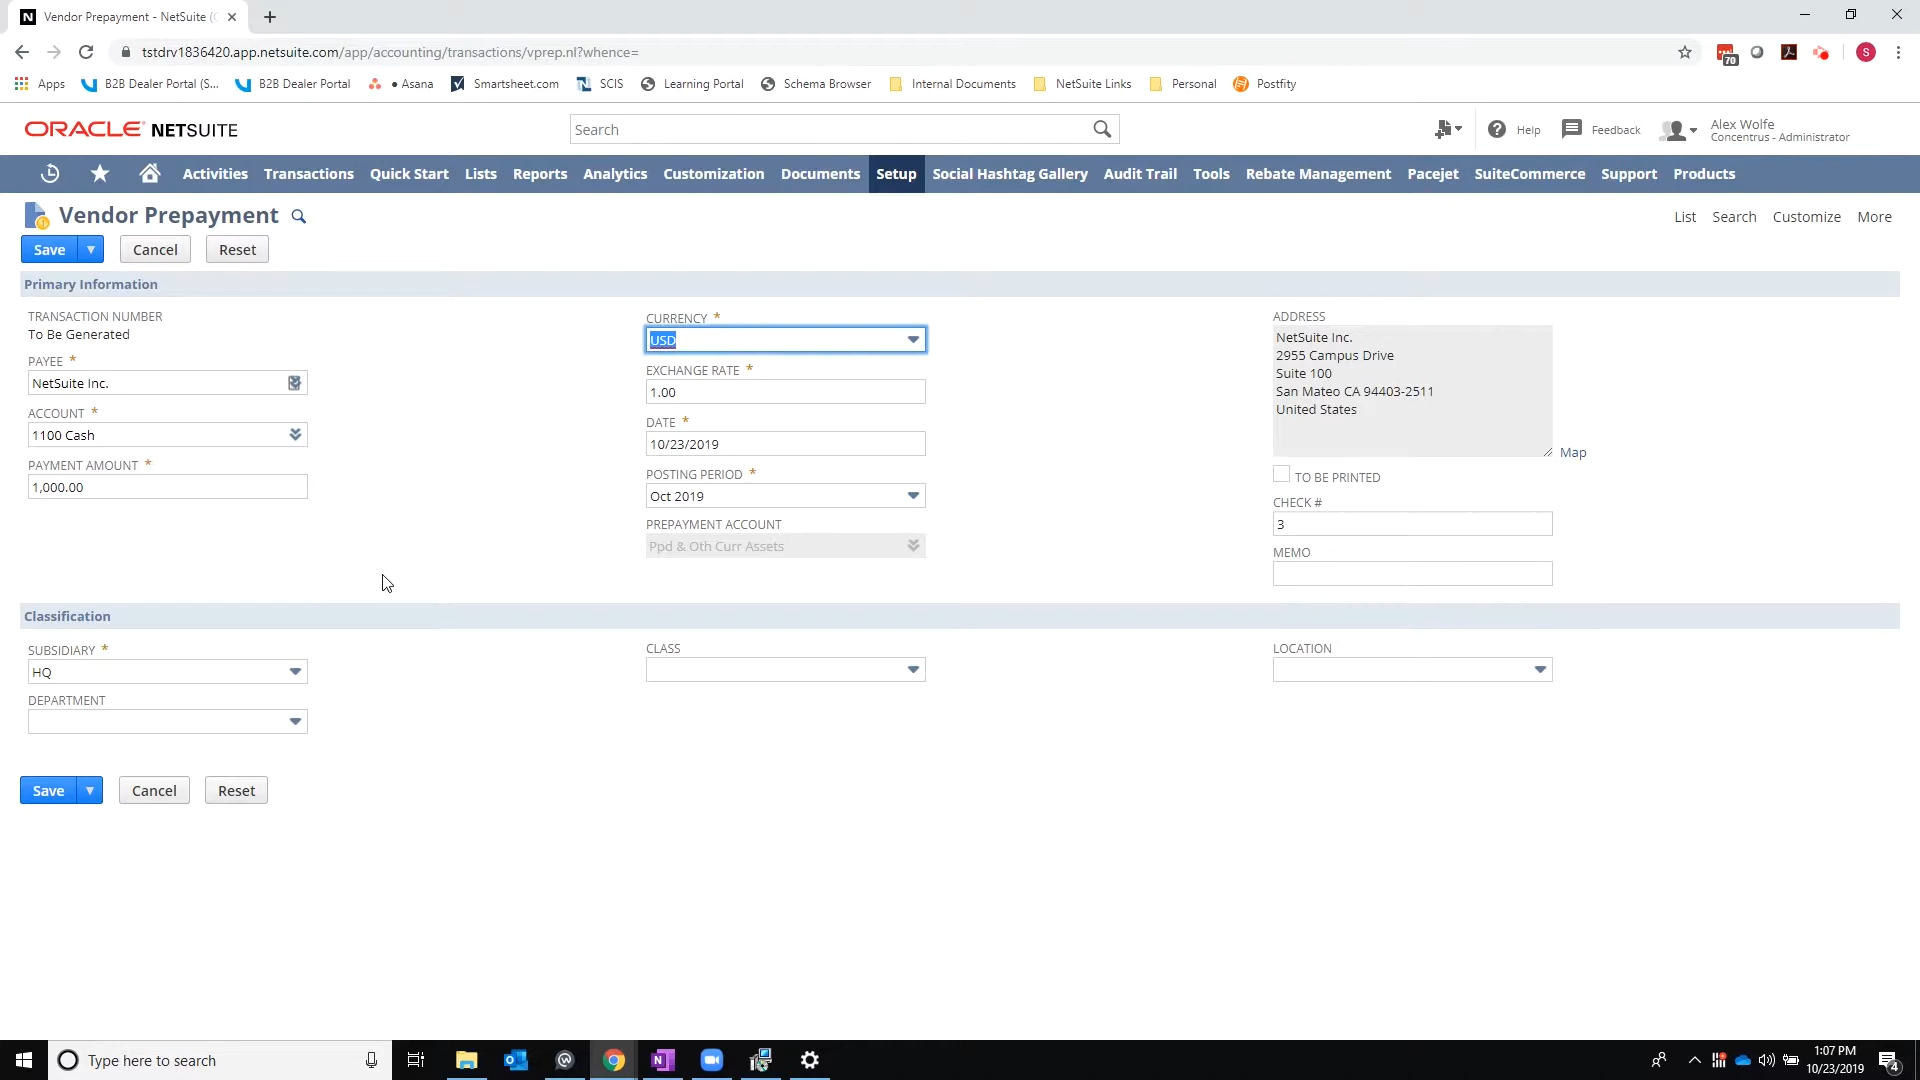 Vendor Prepayment - NetSuite (
tstdrv1836420.app.netsuite.com/app/accounting/transactions/vprep.nl?whence=
70
S
Apps
B2B Dealer Portal (S...
B2B Dealer Portal
• Asana
Smartsheet.com
SCIS
Learning Portal
Schema Browser
Internal Documents
NetSuite Links
Personal
Postfity
ORACLE NETSUITE
Search
Help
Feedback
Alex Wolfe
Concentrus - Administrator
Activities
Transactions
Quick Start
Lists
Reports
Analytics
Customization
Documents
Setup
Social Hashtag Gallery
Audit Trail
Tools
Rebate Management
Pacejet
SuiteCommerce
Support
Products
Vendor Prepayment
List
Search
Customize
More
Save
Cancel
Reset
Primary Information
TRANSACTION NUMBER
To Be Generated
PAYEE *
NetSuite Inc.
ACCOUNT *
1100 Cash
PAYMENT AMOUNT *
1,000.00
CURRENCY *
USD
EXCHANGE RATE *
1.00
DATE *
10/23/2019
POSTING PERIOD *
Oct 2019
PREPAYMENT ACCOUNT
Ppd & Oth Curr Assets
ADDRESS
NetSuite Inc.
2955 Campus Drive
Suite 100
San Mateo CA 94403-2511
United States
Map
TO BE PRINTED
CHECK #
3
MEMO
Classification
SUBSIDIARY *
HQ
DEPARTMENT
CLASS
LOCATION
Save
Cancel
Reset
Type here to search
1:07 PM
10/23/2019
4